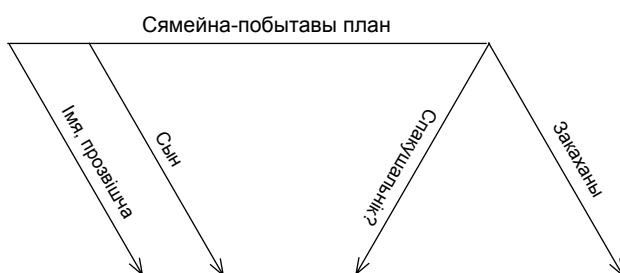 Сямейна-побытавы план
Імя, прозвішча
Сын
Спакушальнік?
Закаханы